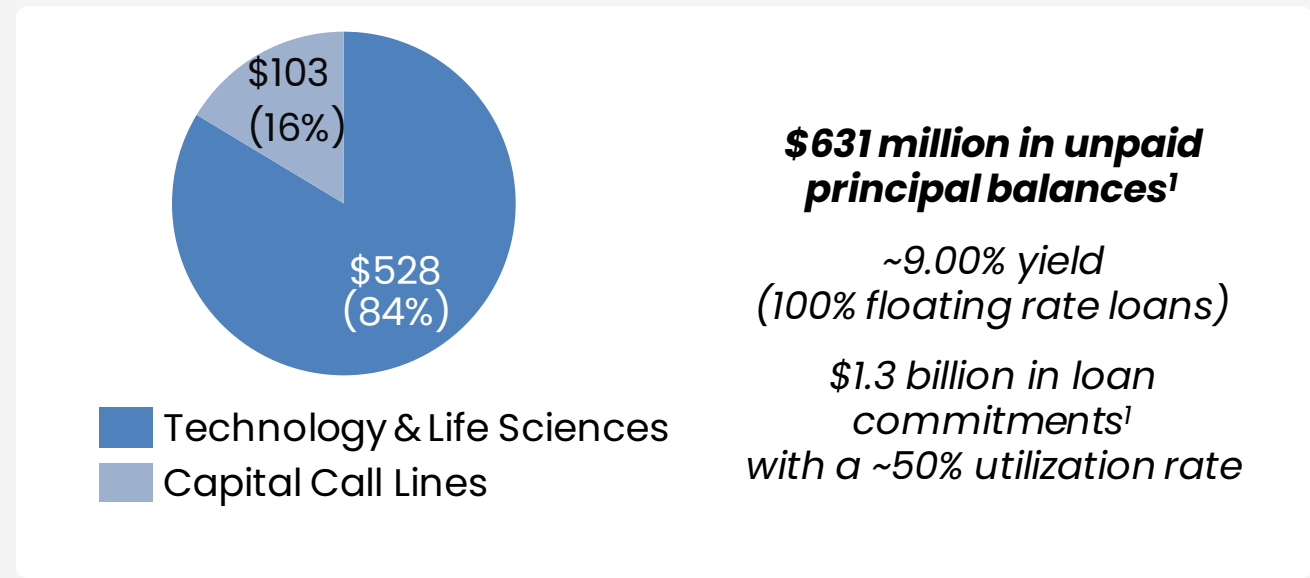 $103
(16%)
$528
(84%)
Technology & Life Sciences
Capital Call Lines
$631 million in unpaid
principal balances¹
~9.00% yield
(100% floating rate loans)
$1.3 billion in loan
commitments¹
with a ~50% utilization rate